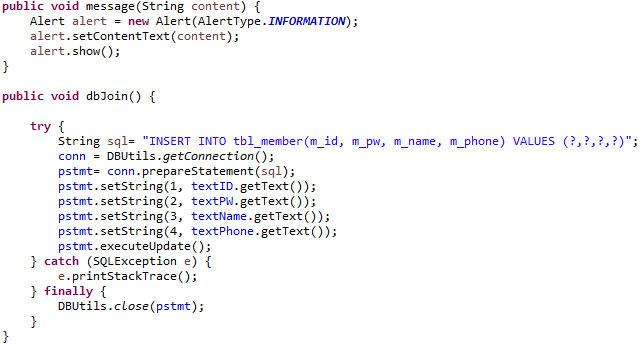 public void message(String content) {
    Alert alert = new Alert(AlertType.INFORMATION);
    alert.setContentText(content);
    alert.show();
}

public void dbJoin() {

    try {
        String sql= "INSERT INTO tbl_member(m_id, m_pw, m_name, m_phone) VALUES (?,?,?,?)";
        conn = DBUtils.getConnection();
        pstmt= conn.prepareStatement(sql);
        pstmt.setString(1, textID.getText());
        pstmt.setString(2, textPW.getText());
        pstmt.setString(3, textName.getText());
        pstmt.setString(4, textPhone.getText());
        pstmt.executeUpdate();
    } catch (SQLException e) {
        e.printStackTrace();
    } finally {
        DBUtils.close(pstmt);
    }
}